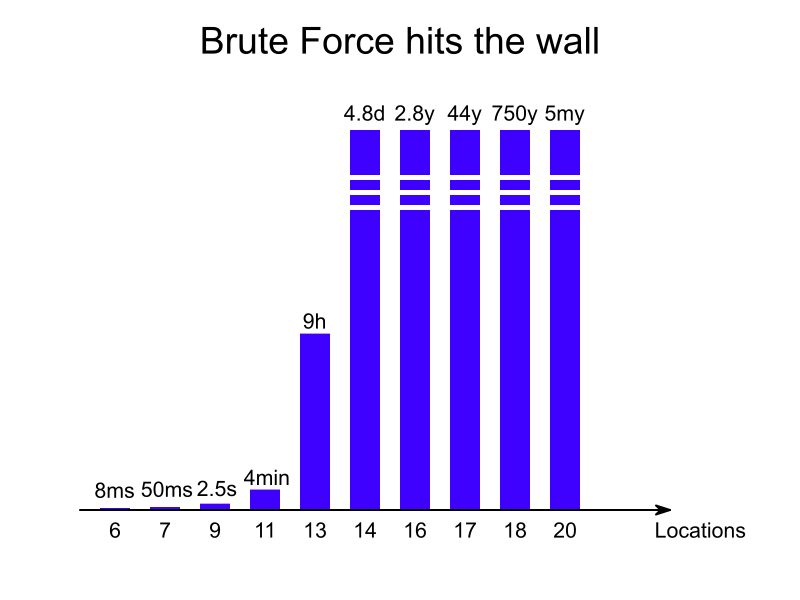 Brute Force hits the wall
4.8d 2.8y 44y 750y 5my
9h
8ms 50ms 2.5s 4min
6 7 9 11 13 14 16 17 18 20 Locations